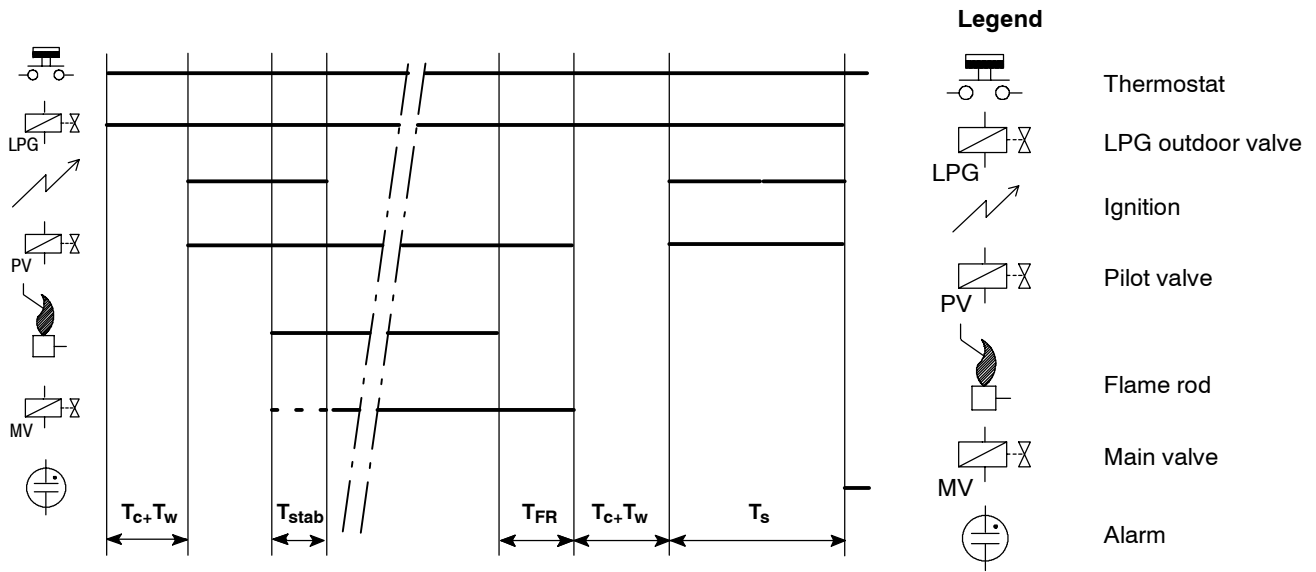 Legend
Thermostat
LPG
LPG outdoor valve
LPG
Ignition
PV
Pilot valve
PV
Flame rod
MV
Main valve
MV
Alarm
Tc+Tw
Tstab
TFR
Tc+Tw
Ts